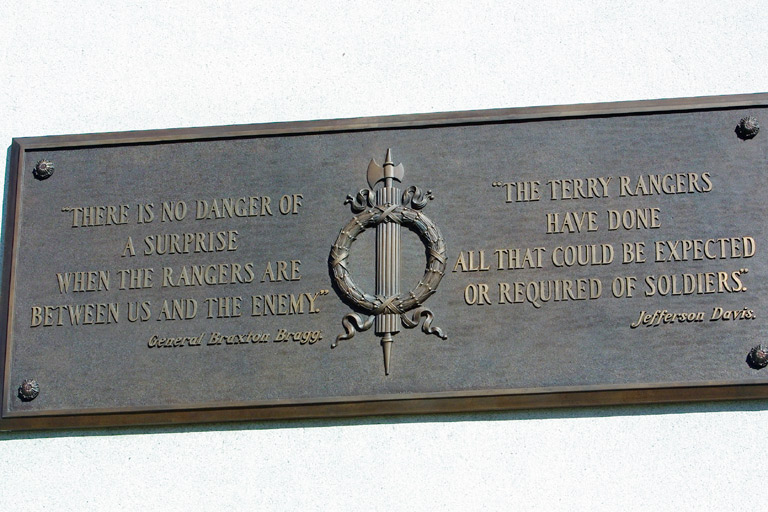 "THERE IS NO DANGER OF
A SURPRISE
WHEN THE RANGERS ARE
BETWEEN US AND THE ENEMY."
General Braxton Bragg.
"THE TERRY RANGERS
HAVE DONE
ALL THAT COULD BE EXPECTED
OR REQUIRED OF SOLDIERS."
Jefferson Davis.